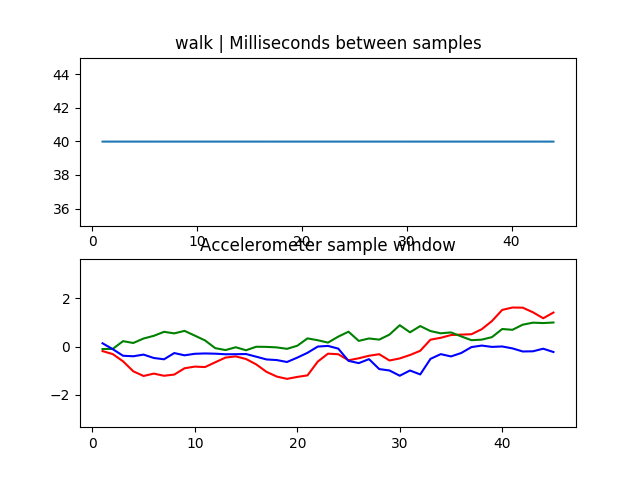 walk | Milliseconds between samples
44
42
40
38
36
0 10 20 30 40
Accelerometer sample window
2
0
−2
0 10 20 30 40